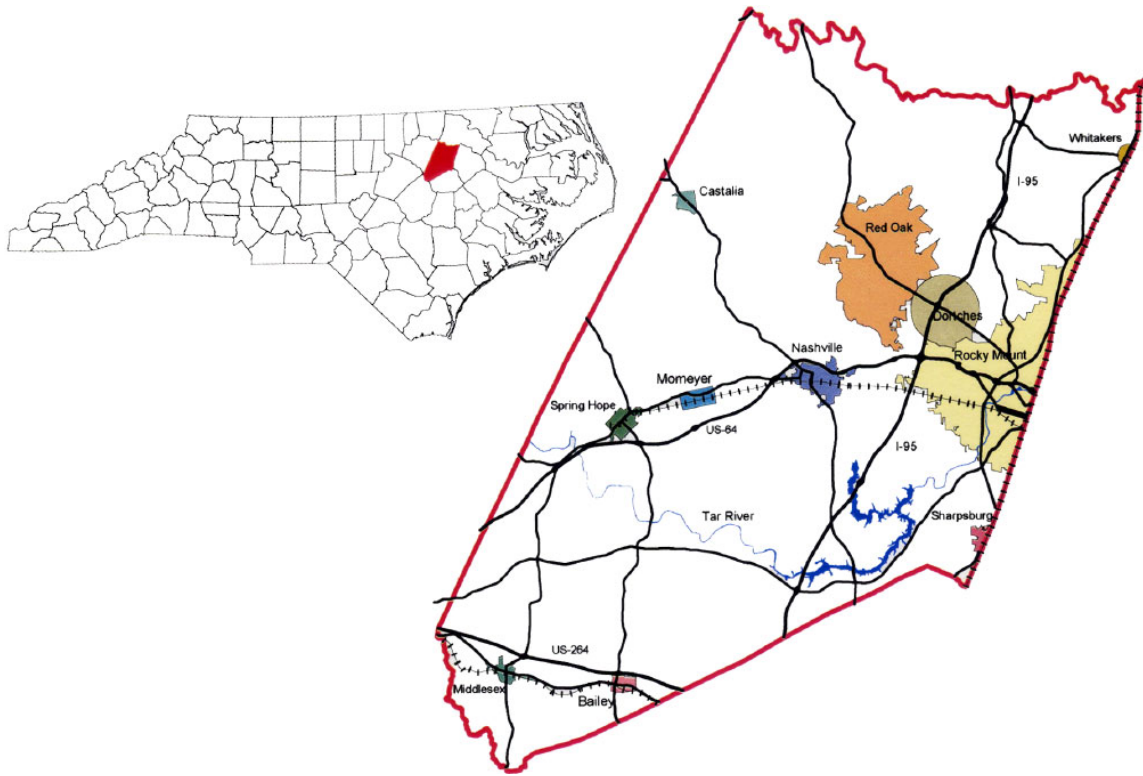 Whitakers
I-95
Castalia
Red Oak
Dortches
Nashville
Rocky Mount
Momeyer
Spring Hope
US-64
I-95
Tar River
Sharpsburg
US-264
Middlesex
Bailey